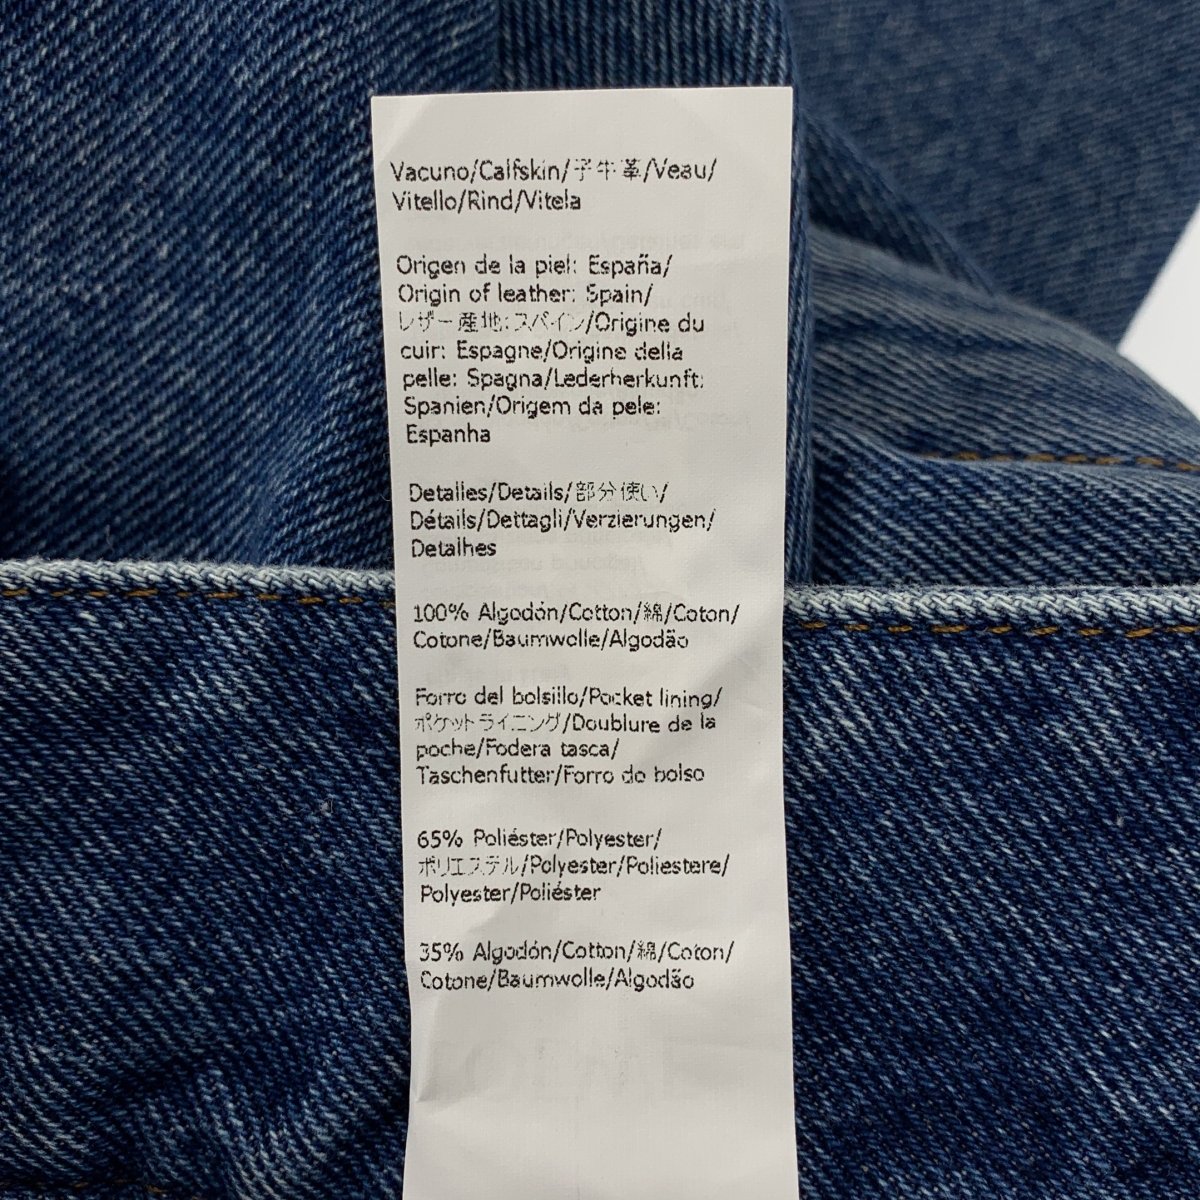 Vacuno/Calfskin/子牛革/Veau/
Vitello/Rind/Vitela
Origen de la piel: España/
Origin of leather: Spain/
レザー産地:スペイン/Origine du
cuir: Espagne/Origine della
pelle: Spagna/Lederherkunft:
Spanien/Origem da pele:
Espanha
Detalles/Details/部分使い/
Détails/Dettagli/Verzierungen/
Detalhes
100% Algodón/Cotton/綿/Coton/
Cotone/Baumwolle/Algodão
Forro del bolsillo/Pocket lining/
ポケットライニング/Doublure de la
poche/Fodera tasca/
Taschenfutter/Forro do bolso
65% Poliéster/Polyester/
ポリエステル/Polyester/Poliestere/
Polyester/Poliéster
35% Algodón/Cotton/綿/Coton/
Cotone/Baumwolle/Algodão